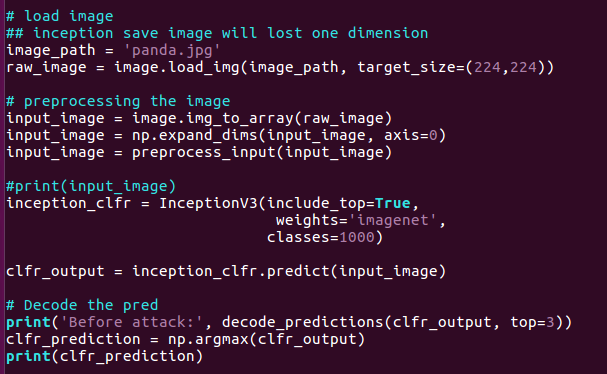 # load image
## inception save image will lost one dimension
image_path = 'panda.jpg'
raw_image = image.load_img(image_path, target_size=(224,224))
# preprocessing the image
input_image = image.img_to_array(raw_image)
input_image = np.expand_dims(input_image, axis=0)
input_image = preprocess_input(input_image)
#print(input_image)
inception_clfr = InceptionV3(include_top=True,
weights='imagenet',
classes=1000)
clfr_output = inception_clfr.predict(input_image)
# Decode the pred
print('Before attack:', decode_predictions(clfr_output, top=3))
clfr_prediction = np.argmax(clfr_output)
print(clfr_prediction)